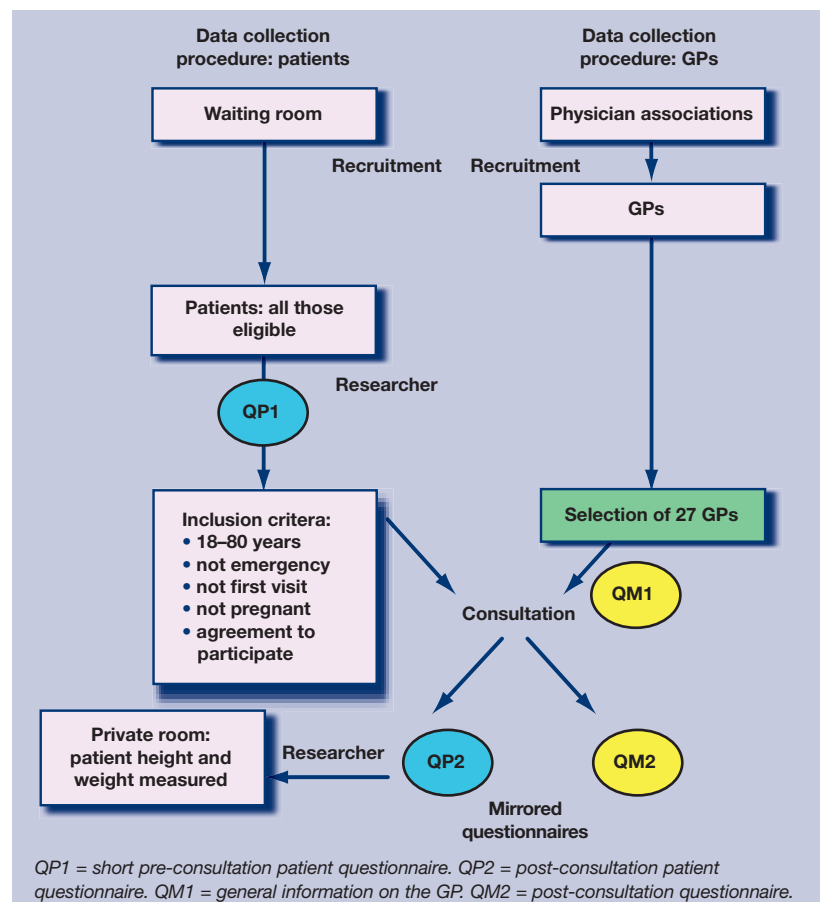 Data collection
procedure: patients
Data collection
procedure: GPs
Waiting room
Physician associations
Recruitment
Recruitment
GPs
Patients: all those
eligible
Researcher
QP1
Inclusion criteria:
• 18–80 years
• not emergency
• not first visit
• not pregnant
• agreement to
participate
Selection of 27 GPs
QM1
Consultation
Private room:
patient height and
weight measured
Researcher
QP2
QM2
Mirrored
questionnaires
QP1 = short pre-consultation patient questionnaire. QP2 = post-consultation patient
questionnaire. QM1 = general information on the GP. QM2 = post-consultation questionnaire.